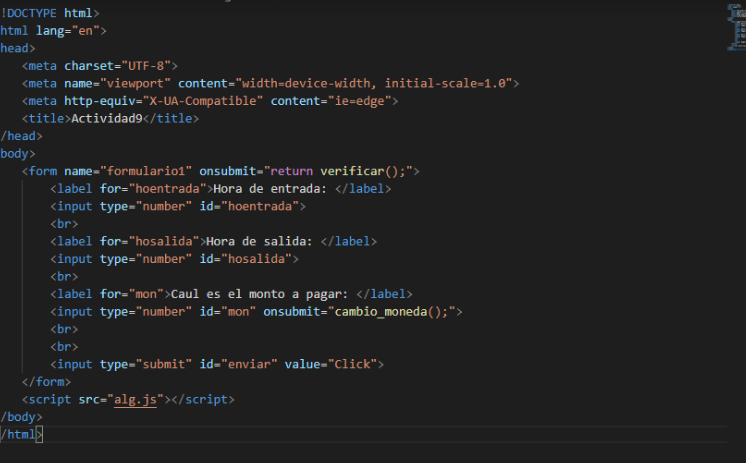 !DOCTYPE html>
html lang="en">
head>
<meta charset="UTF-8">
<meta name="viewport" content="width=device-width, initial-scale=1.0">
<meta http-equiv="X-UA-Compatible" content="ie=edge">
<title>Actividad9</title>
/head>
body>
<form name="formulario1" onsubmit="return verificar();">
<label for="hoentrada">Hora de entrada: </label>
<input type="number" id="hoentrada">
<br>
<label for="hosalida">Hora de salida: </label>
<input type="number" id="hosalida">
<br>
<label for="mon">Caul es el monto a pagar: </label>
<input type="number" id="mon" onsubmit="cambio_moneda();">
<br>
<br>
<input type="submit" id="enviar" value="Click">
</form>
<script src="alg.js"></script>
/body>
/html>